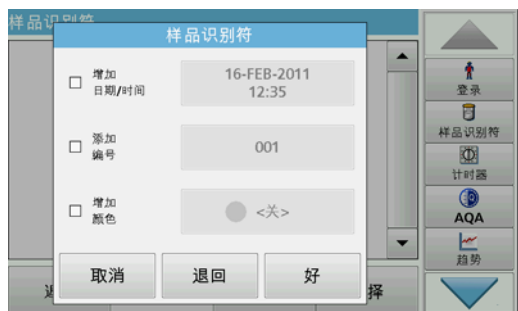 样品识别符
样品识别符
增加
日期/时间
16-FEB-2011
12:35
添加
编号
001
增加
颜色
<关>
取消
退回
好
择
登录
样品识别符
计时器
AQA
趋势